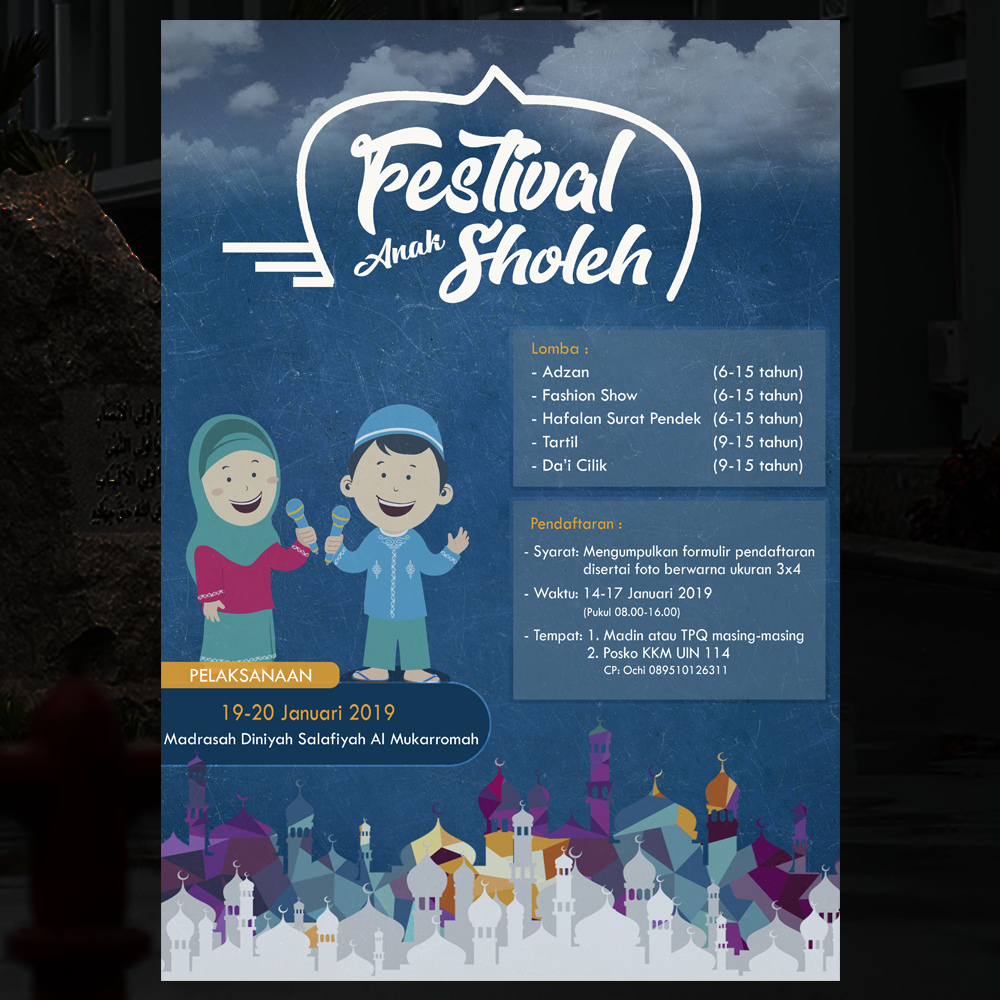 Festival
Anak Sholeh
Lomba :
- Adzan (6-15 tahun)
- Fashion Show (6-15 tahun)
- Hafalan Surat Pendek (6-15 tahun)
- Tartil (9-15 tahun)
- Da'i Cilik (9-15 tahun)
Pendaftaran :
- Syarat: Mengumpulkan formulir pendaftaran
disertai foto berwarna ukuran 3x4
- Waktu: 14-17 Januari 2019
(Pukul 08.00-16.00)
- Tempat: 1. Madin atau TPQ masing-masing
2. Posko KKM UIN 114
CP: Ochi 089510126311
PELAKSANAAN
19-20 Januari 2019
Madrasah Diniyah Salafiyah Al Mukarromah